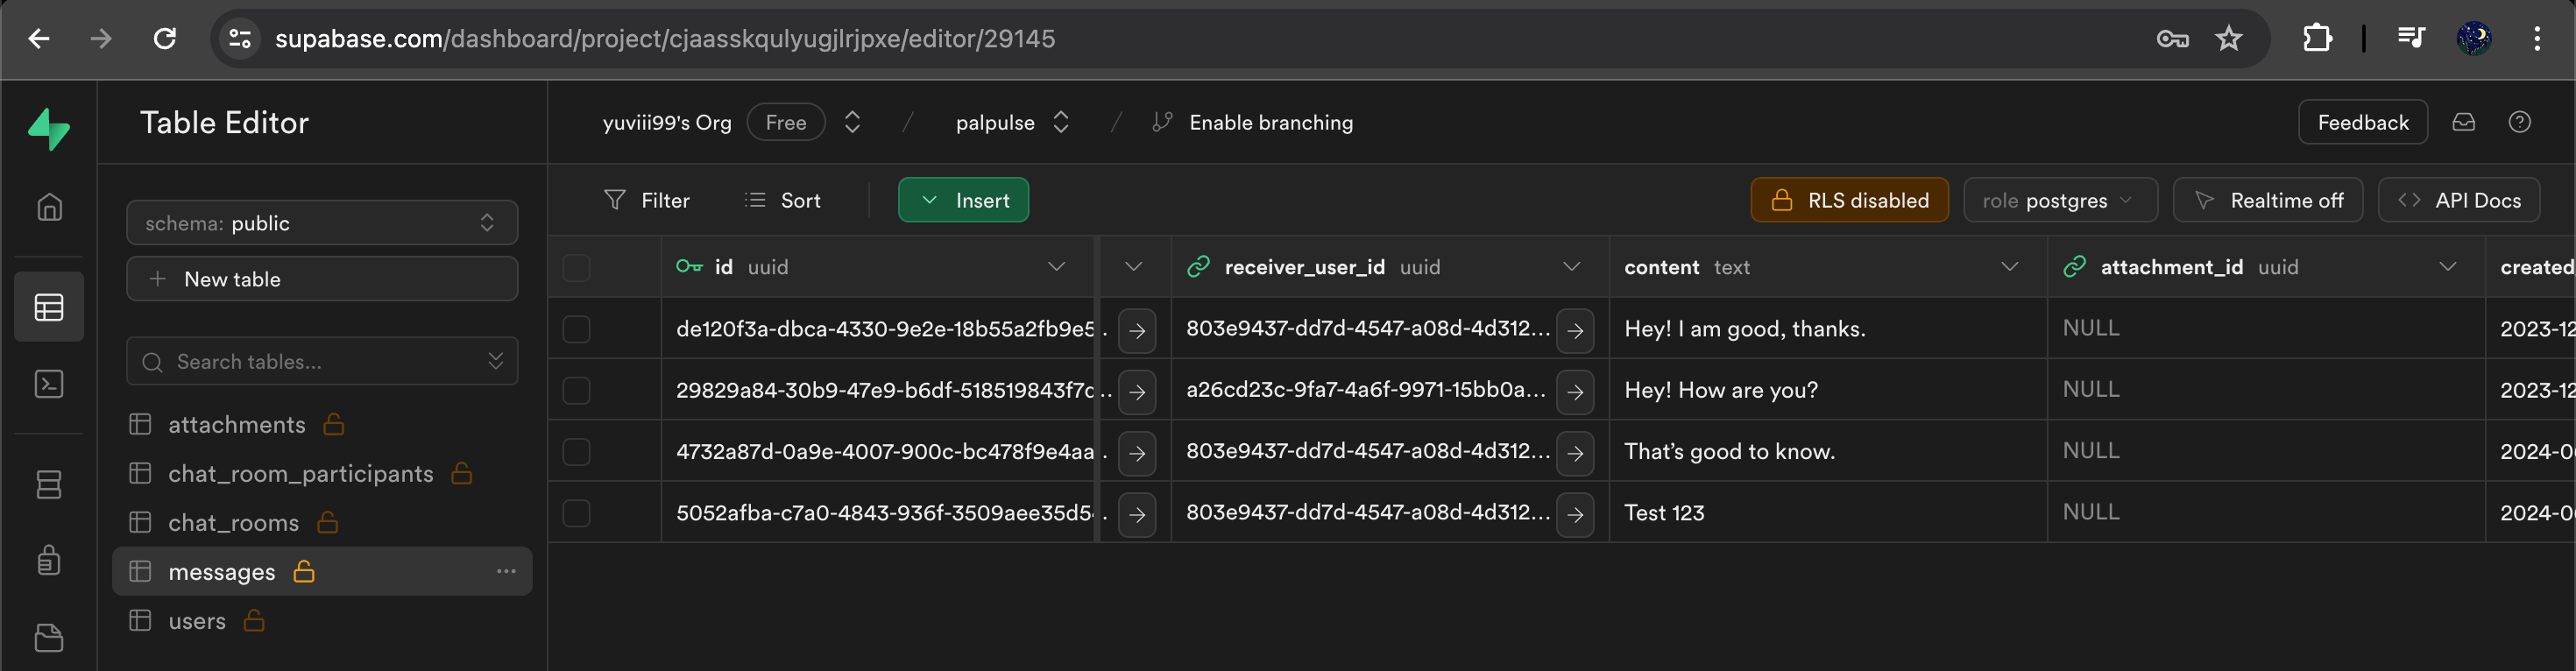 supabase.com/dashboard/project/cjaasskqulyugjlrjpxe/editor/29145
Table Editor
yuviii99's Org Free / palpulse / Enable branching
Feedback
schema: public
New table
Search tables...
attachments
chat_room_participants
chat_rooms
messages
users
Filter Sort Insert
RLS disabled role postgres Realtime off API Docs
id uuid receiver_user_id uuid content text attachment_id uuid created
de120f3a-dbca-4330-9e2e-18b55a2fb9e5 803e9437-dd7d-4547-a08d-4d312... Hey! I am good, thanks. NULL 2023-12
29829a84-30b9-47e9-b6df-518519843f7c... a26cd23c-9fa7-4a6f-9971-15bb0a... Hey! How are you? NULL 2023-12
4732a87d-0a9e-4007-900c-bc478f9e4aa 803e9437-dd7d-4547-a08d-4d312... That’s good to know. NULL 2024-0
5052afba-c7a0-4843-936f-3509aee35d5 803e9437-dd7d-4547-a08d-4d312... Test 123 NULL 2024-0